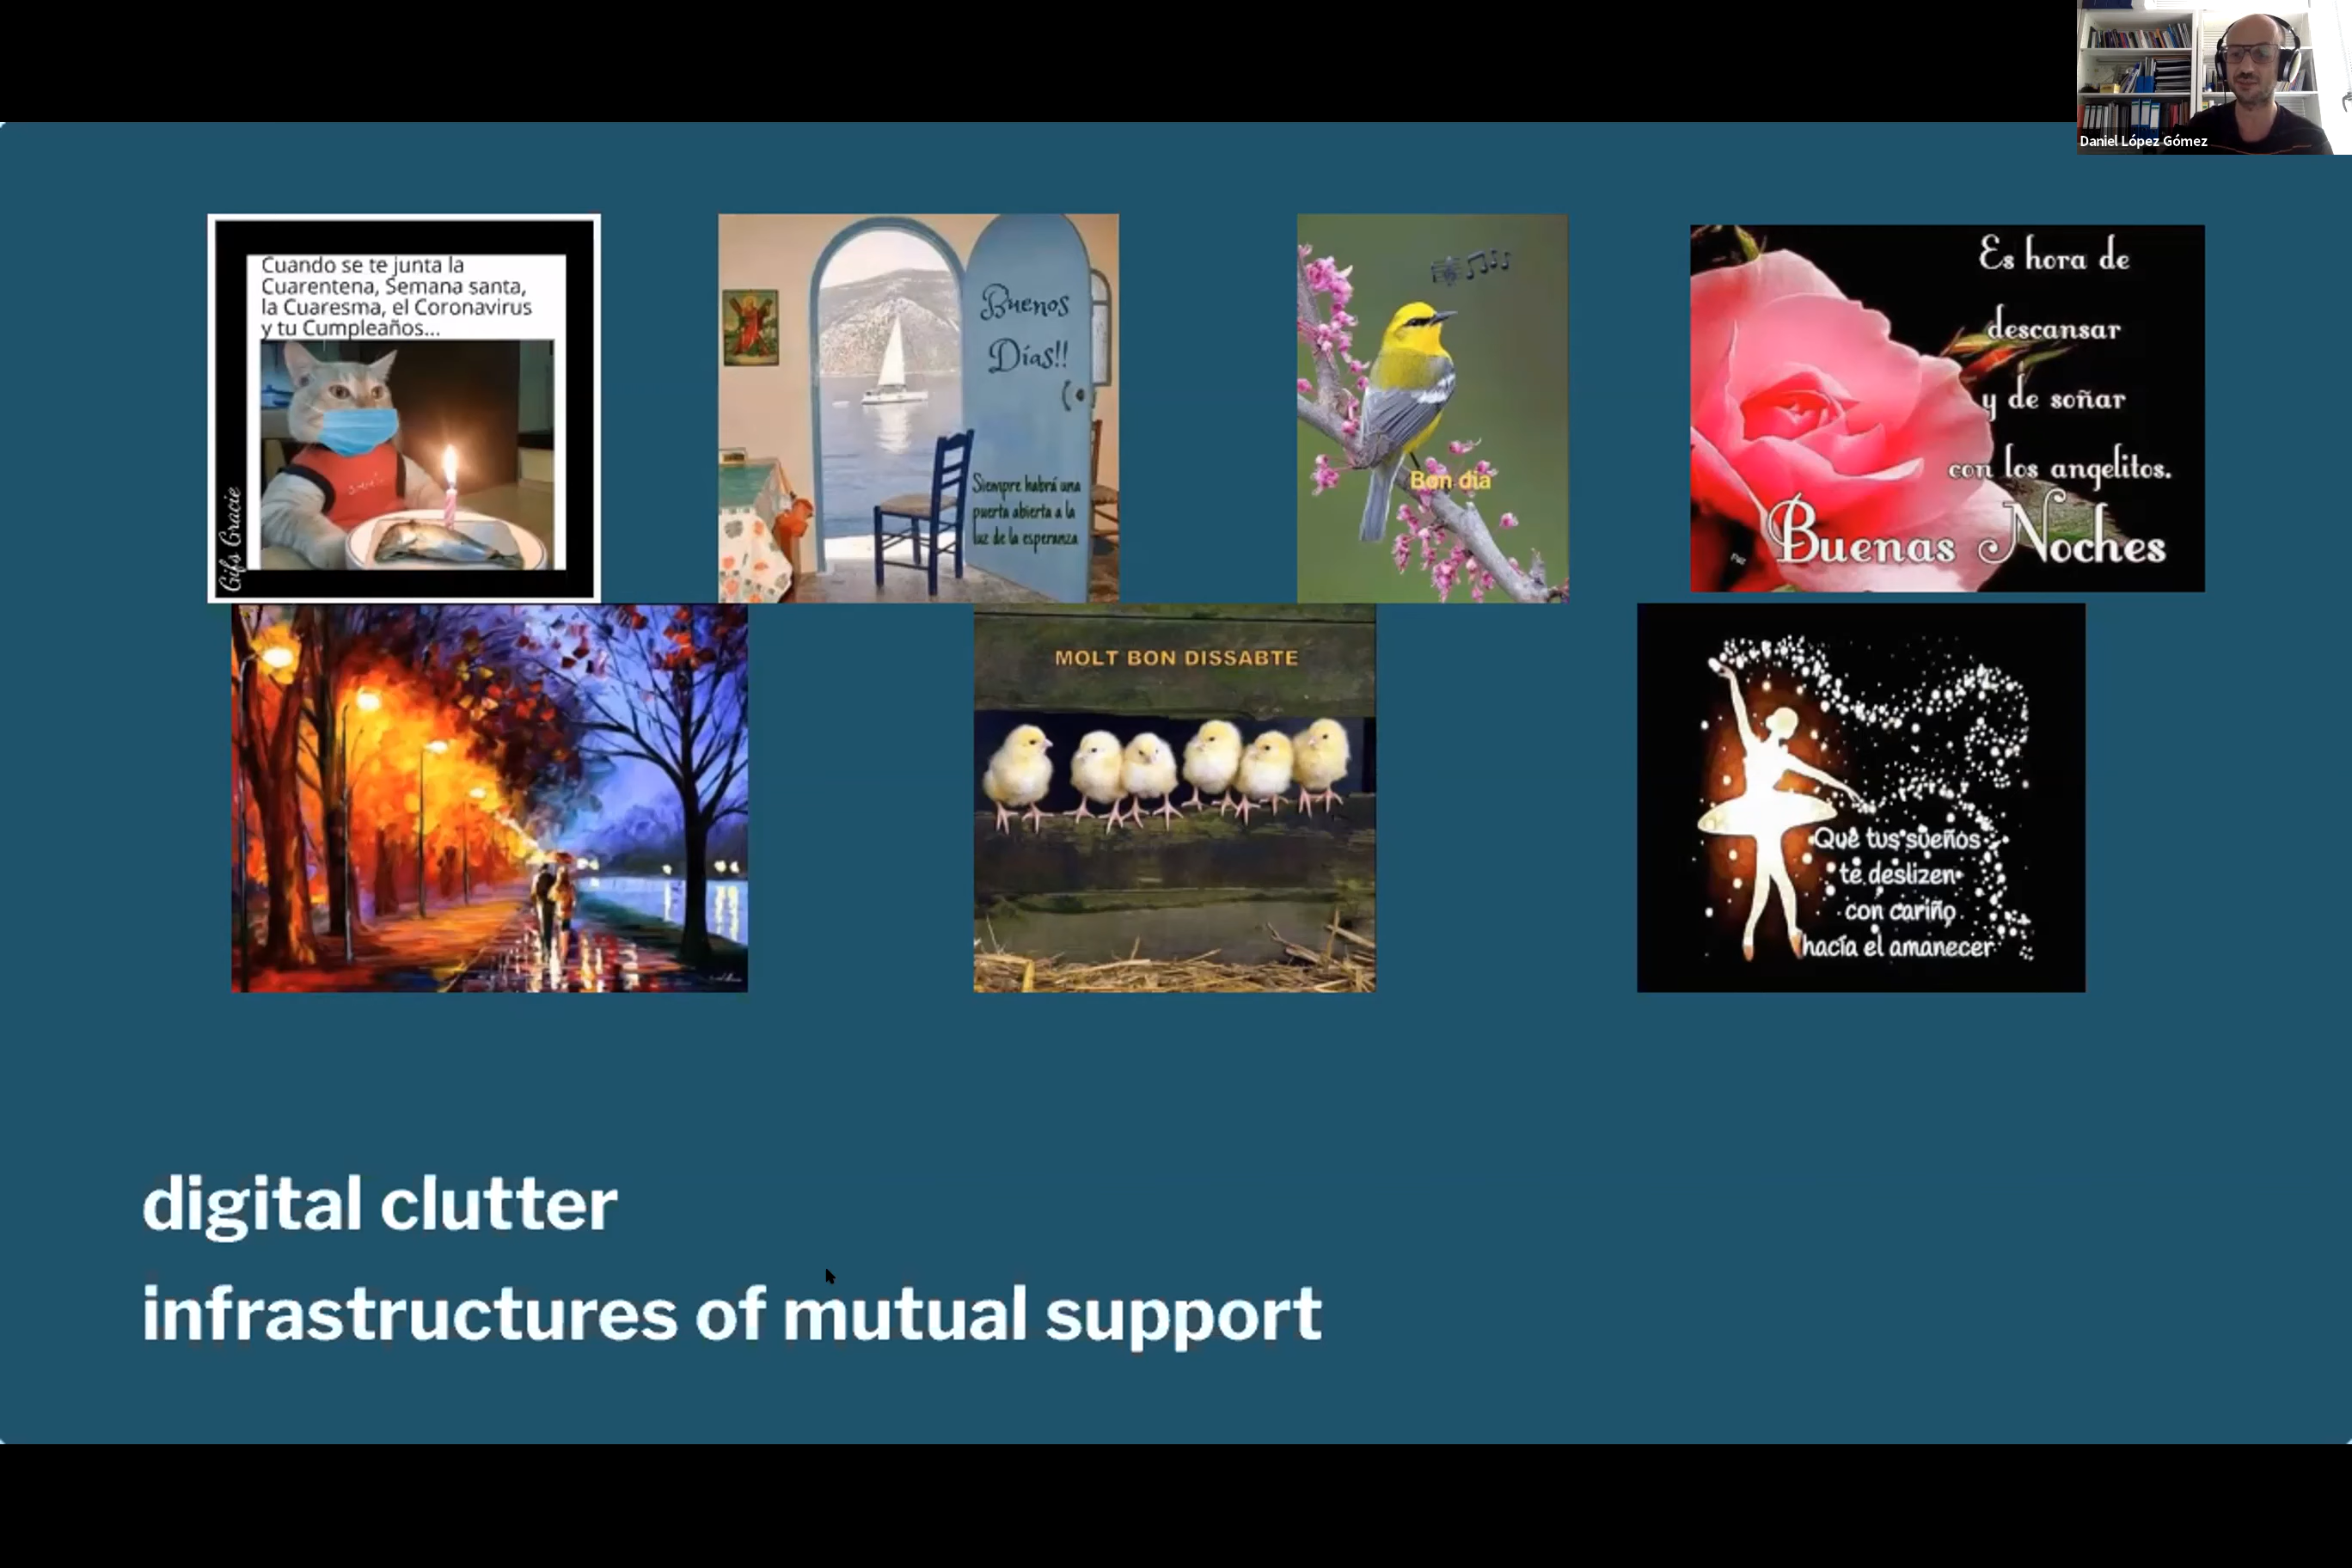 Daniel López Gómez
Cuando se te junta la
Cuarentena, Semana santa,
la Cuaresma, el Coronavirus
y tu Cumpleaños...
Gifs Gracie
Buenos
Días!!
Siempre habrá una
puerta abierta a la
luz de la esperanza
Bon dia
Es hora de
descansar
y de soñar
con los angelitos.
Buenas Noches
MOLT BON DISSABTE
Que tus sueños
te deslizen
con cariño
hacía el amanecer
digital clutter
infrastructures of mutual support